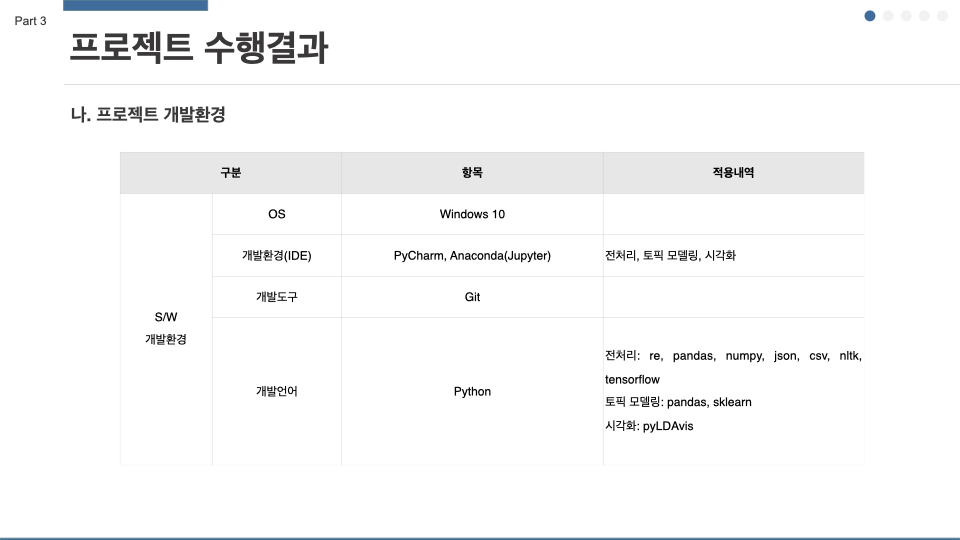 Part 3
프로젝트 수행결과
나. 프로젝트 개발환경
구분 항목 적용내역
S/W
개발환경
OS Windows 10
개발환경(IDE) PyCharm, Anaconda(Jupyter) 전처리, 토픽 모델링, 시각화
개발도구 Git
개발언어 Python
전처리: re, pandas, numpy, json, csv, nltk,
tensorflow
토픽 모델링: pandas, sklearn
시각화: pyLDAvis